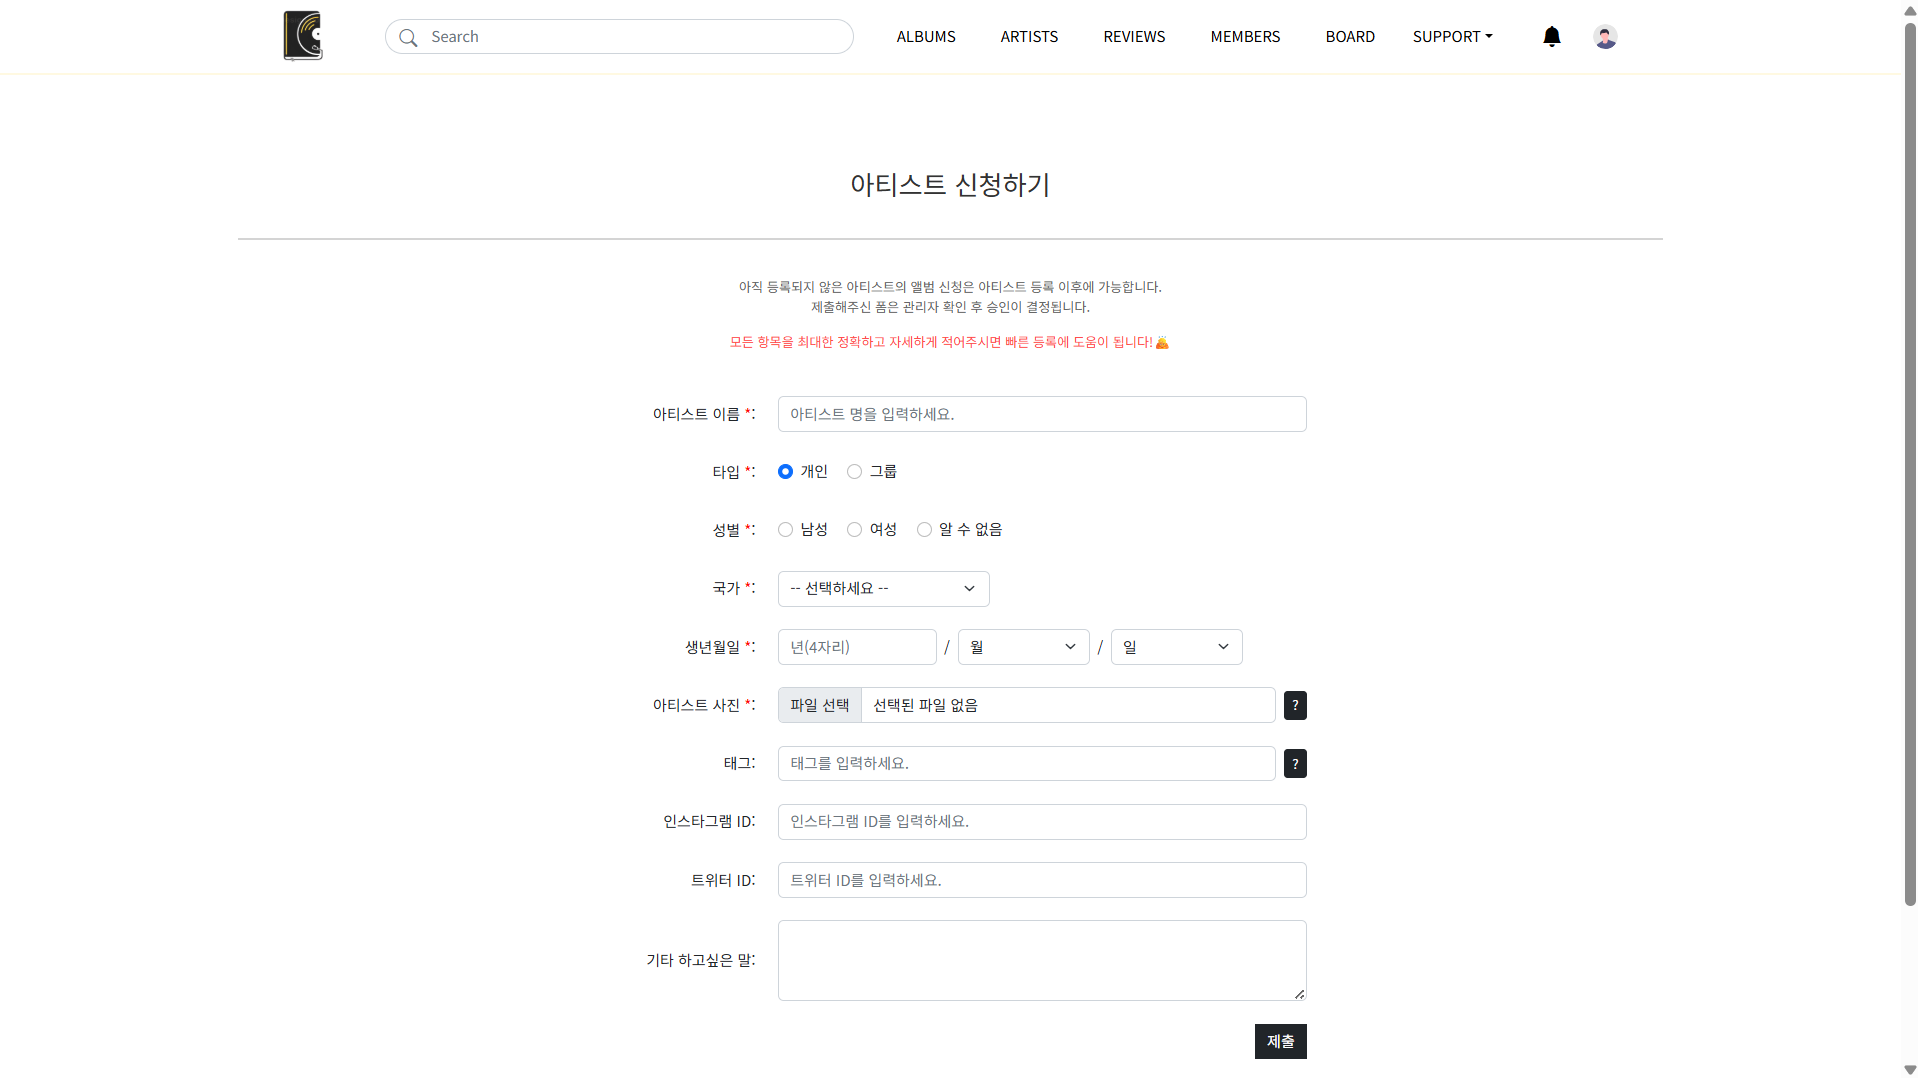 Search
ALBUMS ARTISTS REVIEWS MEMBERS BOARD SUPPORT
아티스트 신청하기
아직 등록되지 않은 아티스트의 앨범 신청은 아티스트 등록 이후에 가능합니다.
제출해주신 폼은 관리자 확인 후 승인이 결정됩니다.
모든 항목을 최대한 정확하고 자세하게 적어주시면 빠른 등록에 도움이 됩니다!🙇
아티스트 이름 *: 아티스트 명을 입력하세요.
타입 *: 개인 그룹
성별 *: 남성 여성 알 수 없음
국가 *: -- 선택하세요 --
생년월일 *: 년(4자리) / 월 / 일
아티스트 사진 *: 파일 선택 선택된 파일 없음 ?
태그: 태그를 입력하세요. ?
인스타그램 ID: 인스타그램 ID를 입력하세요.
트위터 ID: 트위터 ID를 입력하세요.
기타 하고싶은 말:
제출